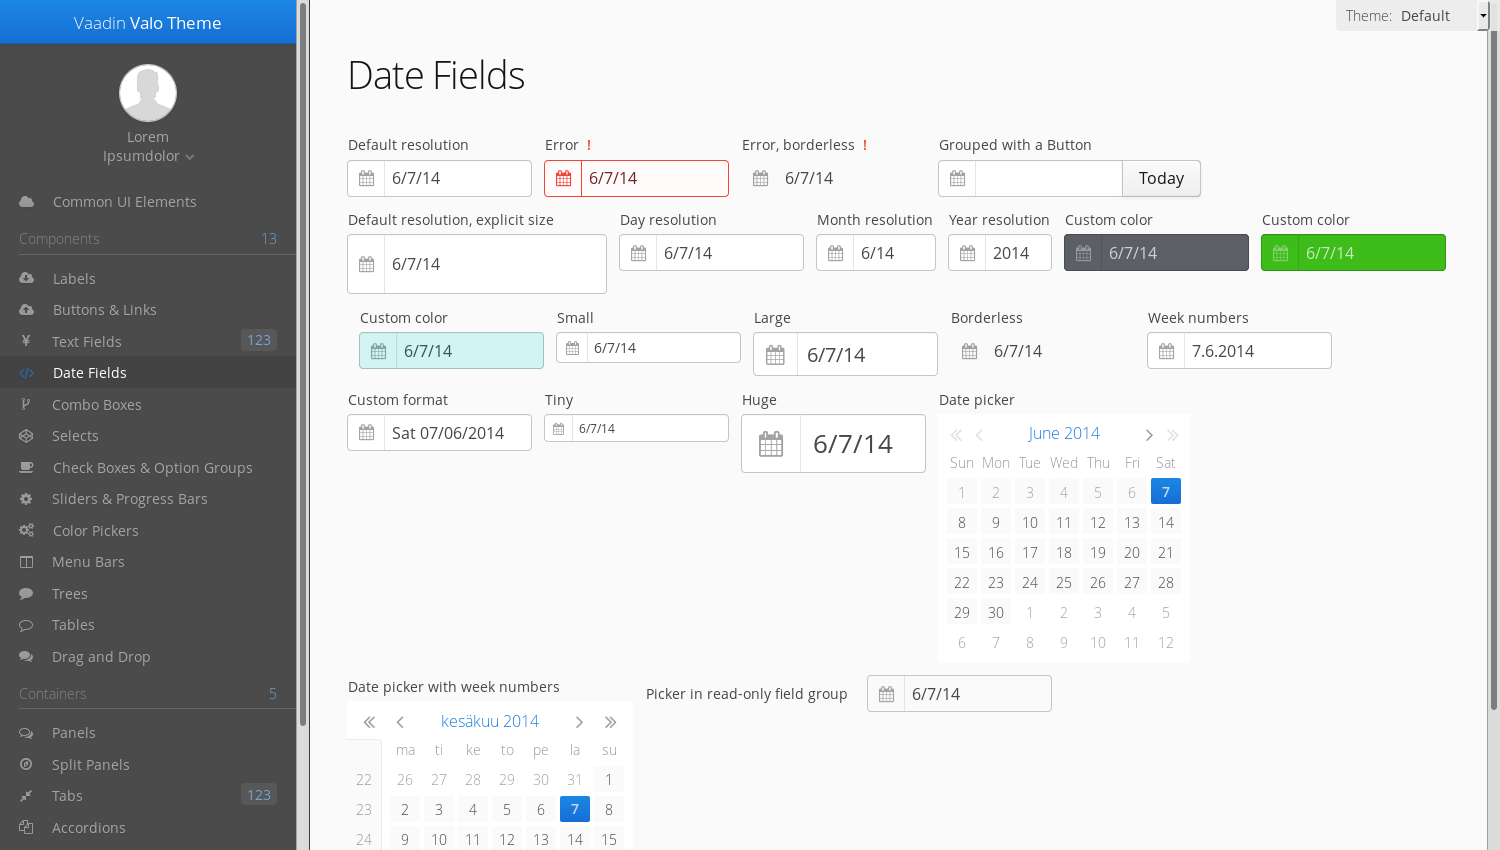 Vaadin Valo Theme
Lorem
Ipsumdolor
Common UI Elements
Components 13
Labels
Buttons & Links
Text Fields 123
Date Fields
Combo Boxes
Selects
Check Boxes & Option Groups
Sliders & Progress Bars
Color Pickers
Menu Bars
Trees
Tables
Drag and Drop
Containers 5
Panels
Split Panels
Tabs 123
Accordions
Theme: Default
Date Fields
Default resolution Error ! Error, borderless ! Grouped with a Button
6/7/14 6/7/14 6/7/14 Today
Default resolution, explicit size Day resolution Month resolution Year resolution Custom color Custom color
6/7/14 6/7/14 6/14 2014 6/7/14 6/7/14
Custom color Small Large Borderless Week numbers
6/7/14 6/7/14 6/7/14 6/7/14 7.6.2014
Custom format Tiny Huge Date picker
Sat 07/06/2014 6/7/14 6/7/14
June 2014
Sun Mon Tue Wed Thu Fri Sat
1 2 3 4 5 6 7
8 9 10 11 12 13 14
15 16 17 18 19 20 21
22 23 24 25 26 27 28
29 30 1 2 3 4 5
6 7 8 9 10 11 12
Date picker with week numbers
kesäkuu 2014
ma ti ke to pe la su
22 26 27 28 29 30 31 1
23 2 3 4 5 6 7 8
24 9 10 11 12 13 14 15
Picker in read-only field group 6/7/14